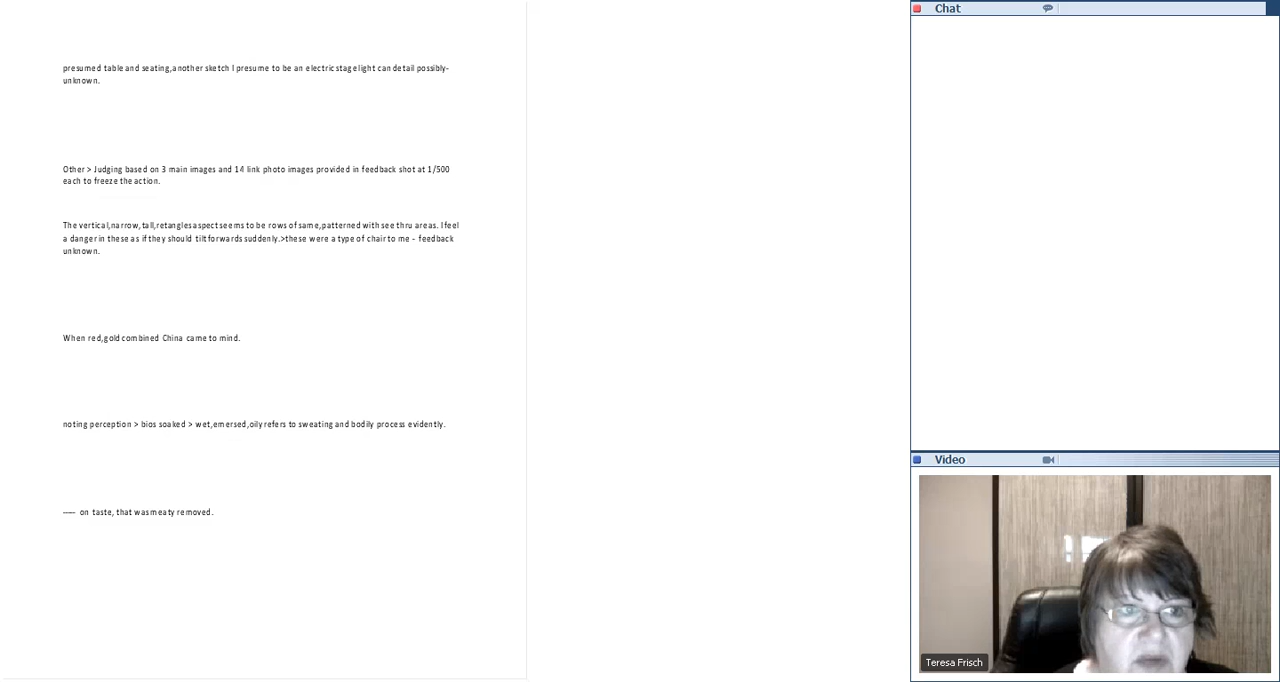 Chat
presumed table and seating,another sketch I presume to be an electric stage light can detail possibly-
unknown.
Other > Judging based on 3 main images and 14 link photo images provided in feedback shot at 1/500
each to freeze the action.
The vertical,narrow,tall,retangles aspect seems to be rows of same,patterned with see thru areas. I feel
a danger in these as if they should tilt forwards suddenly.>these were a type of chair to me - feedback
unknown.
When red,gold combined China came to mind.
noting perception > bios soaked > wet,emersed,oily refers to sweating and bodily process evidently.
---- on taste, that was meaty removed.
Video
Teresa Frisch